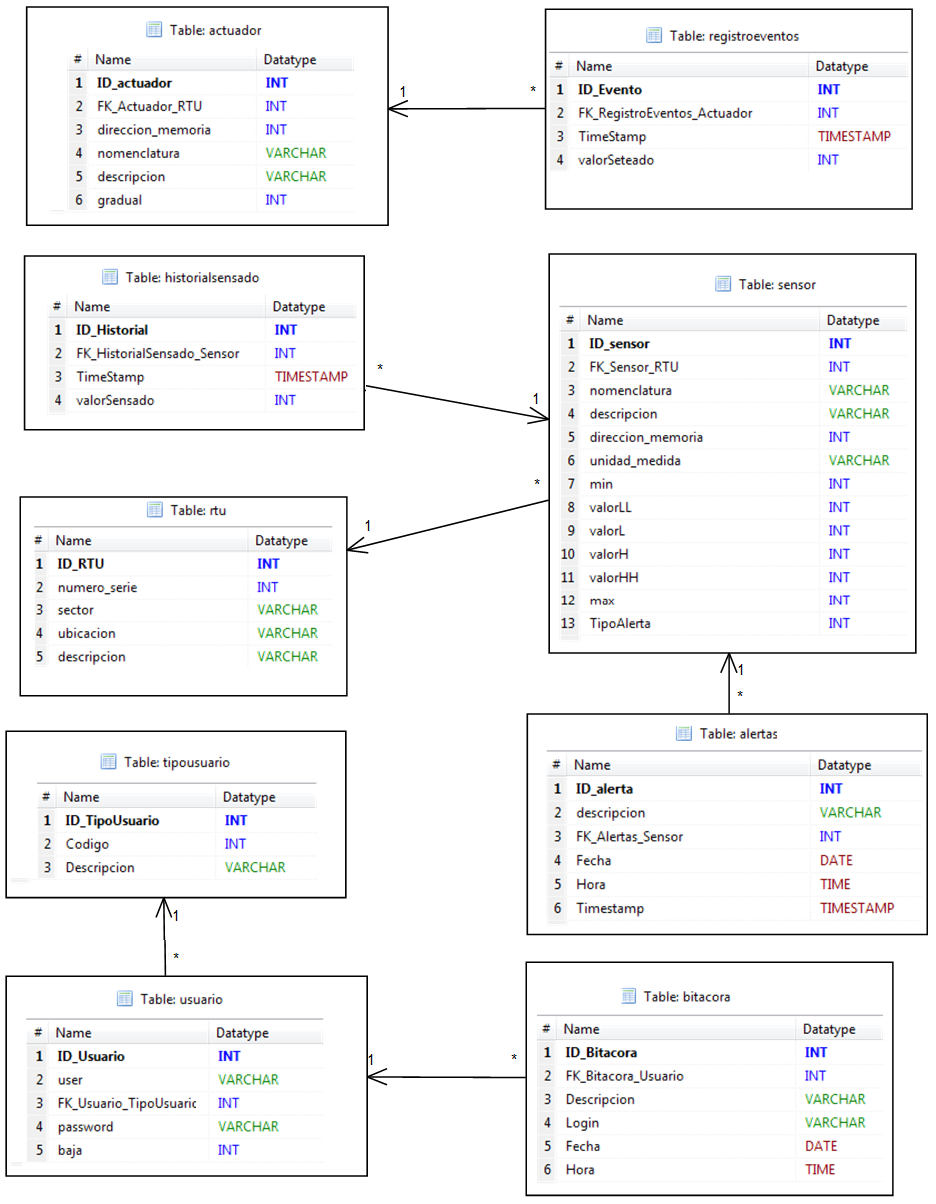 Table: actuador
# Name Datatype
1 ID_actuador INT
2 FK_Actuador_RTU INT
3 direccion_memoria INT
4 nomenclatura VARCHAR
5 descripcion VARCHAR
6 gradual INT
1 *
Table: registroeventos
# Name Datatype
1 ID_Evento INT
2 FK_RegistroEventos_Actuador INT
3 TimeStamp TIMESTAMP
4 valorSeteado INT
Table: historialsensado
# Name Datatype
1 ID_Historial INT
2 FK_HistorialSensado_Sensor INT
3 TimeStamp TIMESTAMP
4 valorSensado INT
*
1
Table: sensor
# Name Datatype
1 ID_sensor INT
2 FK_Sensor_RTU INT
3 nomenclatura VARCHAR
4 descripcion VARCHAR
5 direccion_memoria INT
6 unidad_medida VARCHAR
7 min INT
8 valorLL INT
9 valorL INT
10 valorH INT
11 valorHH INT
12 max INT
13 TipoAlerta INT
*
1
Table: rtu
# Name Datatype
1 ID_RTU INT
2 numero_serie INT
3 sector VARCHAR
4 ubicacion VARCHAR
5 descripcion VARCHAR
1
*
Table: alertas
# Name Datatype
1 ID_alerta INT
2 descripcion VARCHAR
3 FK_Alertas_Sensor INT
4 Fecha DATE
5 Hora TIME
6 Timestamp TIMESTAMP
Table: tipousuario
# Name Datatype
1 ID_TipoUsuario INT
2 Codigo INT
3 Descripcion VARCHAR
1
*
Table: usuario
# Name Datatype
1 ID_Usuario INT
2 user VARCHAR
3 FK_Usuario_TipoUsuaric INT
4 password VARCHAR
5 baja INT
1 *
Table: bitacora
# Name Datatype
1 ID_Bitacora INT
2 FK_Bitacora_Usuario INT
3 Descripcion VARCHAR
4 Login VARCHAR
5 Fecha DATE
6 Hora TIME